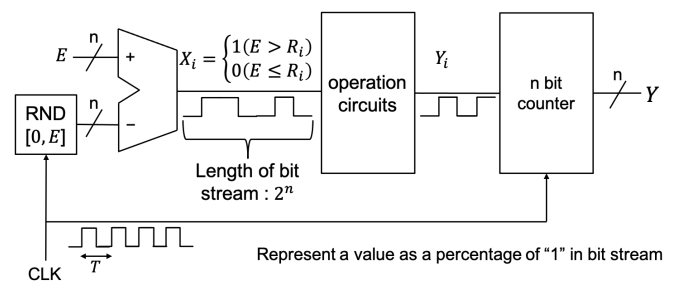 n
E
+
X_i = { 1(E > R_i)
0(E ≤ R_i)
Y_i
n
Y
RND
[0, E]
n
−
operation
circuits
n bit
counter
Length of bit
stream : 2^n
T
CLK
Represent a value as a percentage of “1” in bit stream